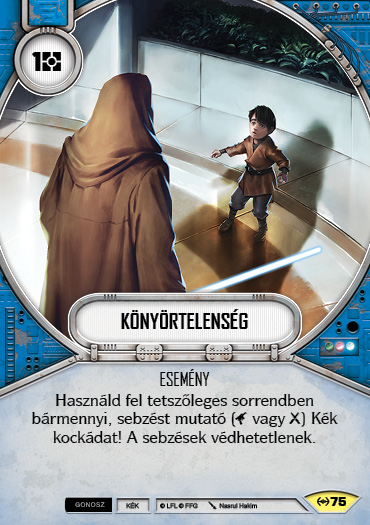 1
KÖNYÖRTELENSÉG
ESEMÉNY
Használd fel tetszőleges sorrendben
bármennyi, sebzést mutató ( vagy ) Kék
kockádat! A sebzések védhetetlenek.
GONOSZ KÉK © LFL © FFG Nasrul Hakim 75